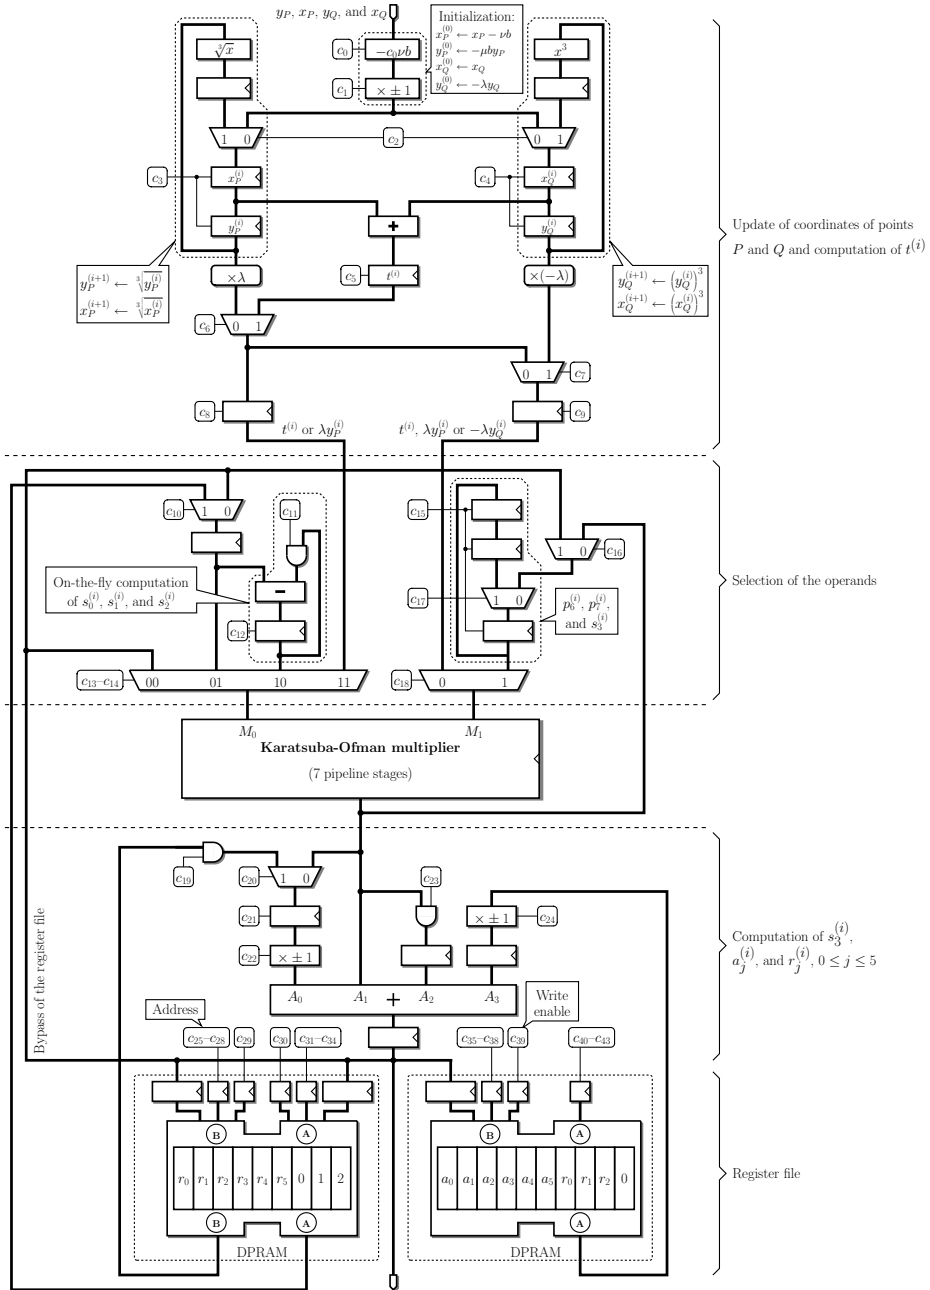 y_P, x_P, y_Q, and x_Q
Initialization:
x_P^{(0)} ← x_P − νb
y_P^{(0)} ← −μby_P
x_Q^{(0)} ← x_Q
y_Q^{(0)} ← −λy_Q
∛x
c_0
−c_0νb
x^3
c_1
× ± 1
1 0
c_2
0 1
c_3
x_P^{(i)}
c_4
x_Q^{(i)}
y_P^{(i)}
+
y_Q^{(i)}
Update of coordinates of points
P and Q and computation of t^{(i)}
y_P^{(i+1)} ← ∛y_P^{(i)}
x_P^{(i+1)} ← ∛x_P^{(i)}
×λ
c_5
t^{(i)}
×(−λ)
y_Q^{(i+1)} ← (y_Q^{(i)})^3
x_Q^{(i+1)} ← (x_Q^{(i)})^3
c_6
0 1
0 1
c_7
c_8
c_9
t^{(i)} or λy_P^{(i)}
t^{(i)}, λy_P^{(i)} or −λy_Q^{(i)}
c_10
1 0
c_11
c_15
1 0
c_16
On-the-fly computation
of s_0^{(i)}, s_1^{(i)}, and s_2^{(i)}
−
c_12
c_17
1 0
p_6^{(i)}, p_7^{(i)},
and s_3^{(i)}
Selection of the operands
c_13–c_14
00 01 10 11
c_18
0 1
M_0
M_1
Karatsuba-Ofman multiplier
(7 pipeline stages)
c_19
c_20
1 0
c_23
c_21
× ± 1
c_24
c_22
× ± 1
Computation of s_3^{(i)},
a_j^{(i)}, and r_j^{(i)}, 0 ≤ j ≤ 5
A_0 A_1 + A_2 A_3
Bypass of the register file
Address
Write
enable
c_25–c_28
c_29
c_30
c_31–c_34
c_35–c_38
c_39
c_40–c_43
B A
B A
r_0 r_1 r_2 r_3 r_4 r_5 0 1 2
a_0 a_1 a_2 a_3 a_4 a_5 r_0 r_1 r_2 0
Register file
B A
A
DPRAM
DPRAM